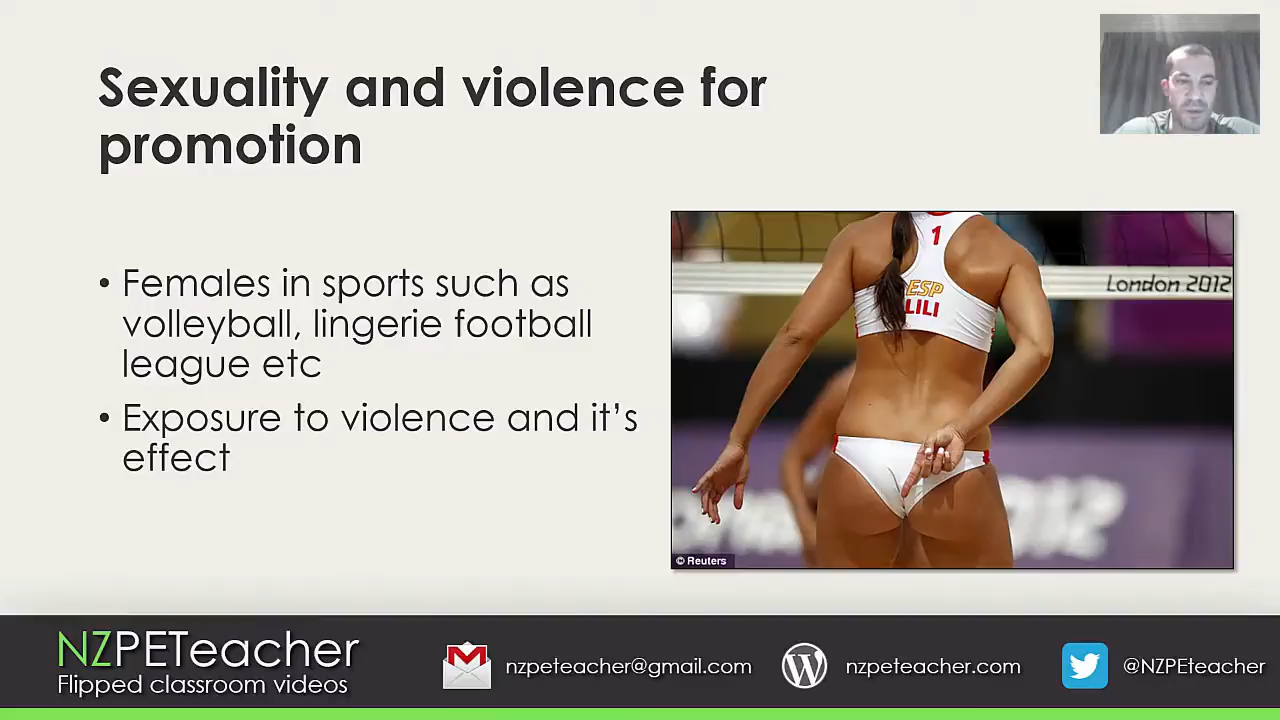 Sexuality and violence for
promotion
• Females in sports such as
volleyball, lingerie football
league etc
• Exposure to violence and it’s
effect
1
ESP
LILI
London 2012
© Reuters
NZPETeacher
Flipped classroom videos
nzpeteacher@gmail.com
nzpeteacher.com
@NZPEteacher